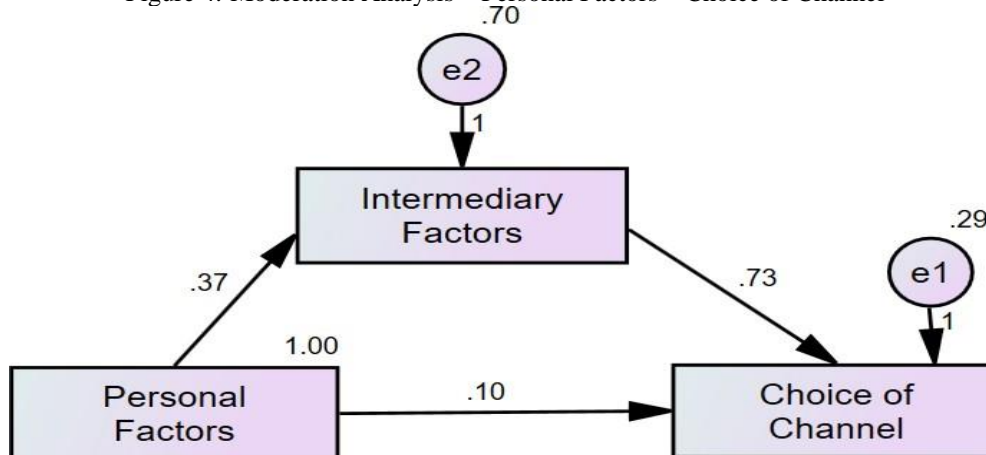 .70
e2
1
Intermediary
Factors
.29
e1
.37
.73
1
1.00
Personal
Factors
.10
Choice of
Channel